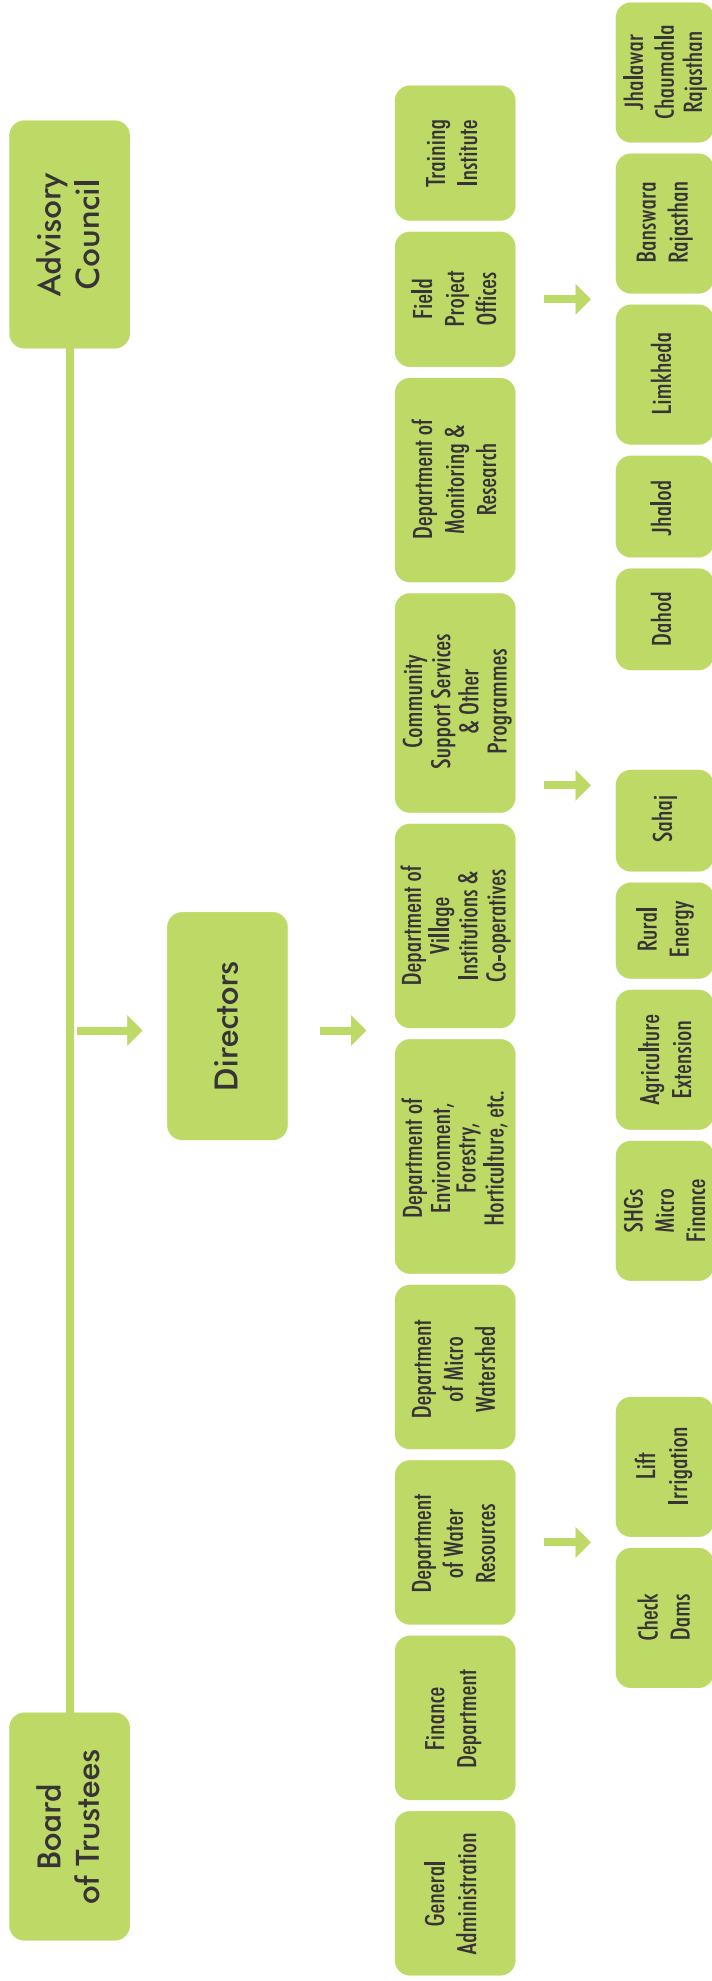 Board
of Trustees
Advisory
Council
Directors
General
Administration
Finance
Department
Department
of Water
Resources
Department
of Micro
Watershed
Department of
Environment,
Forestry,
Horticulture, etc.
Department of
Village
Institutions &
Co-operatives
Community
Support Services
& Other
Programmes
Department of
Monitoring &
Research
Field
Project
Offices
Training
Institute
Check
Dams
Lift
Irrigation
SHGs
Micro
Finance
Agriculture
Extension
Rural
Energy
Sahaj
Dahod
Jhalod
Limkheda
Banswara
Rajasthan
Jhalawar
Chaumahla
Rajasthan